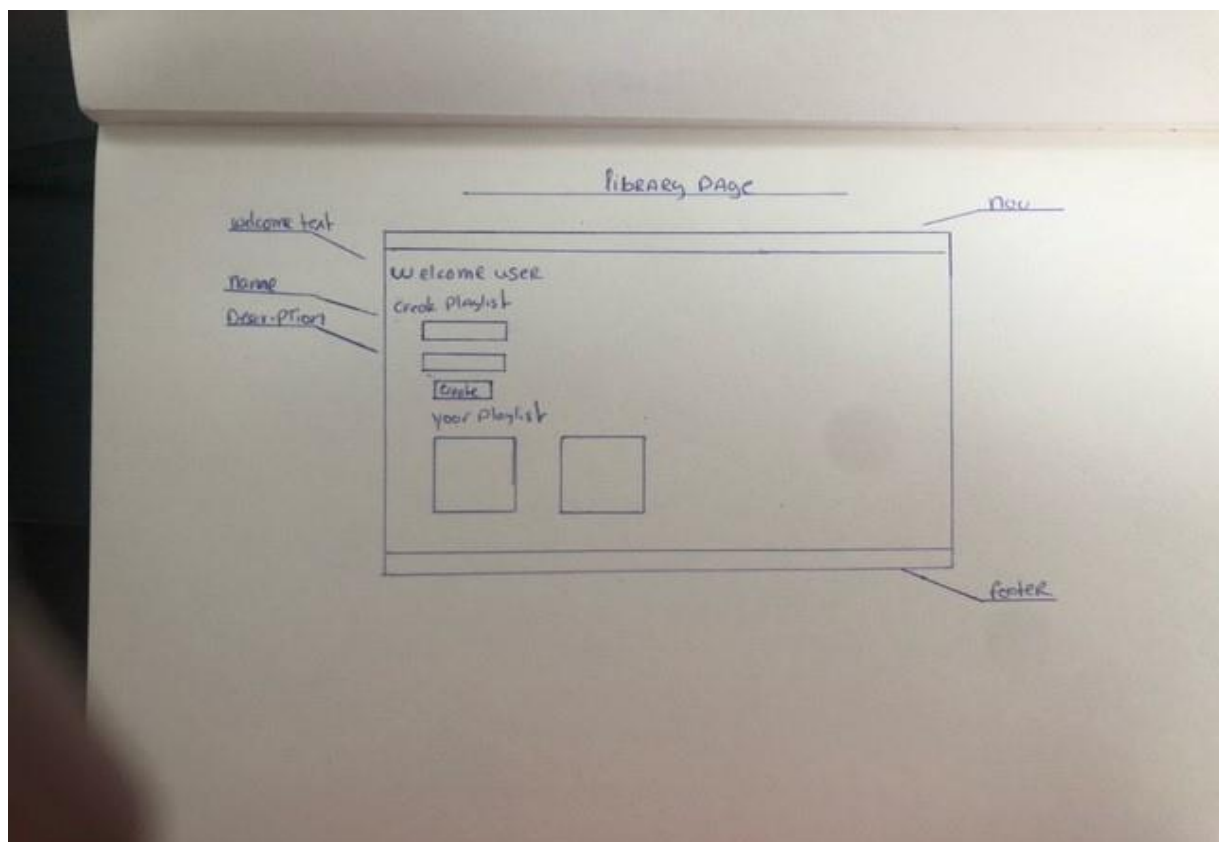 library page
nav
welcome text
welcome user
name
create playlist
Description
create
your playlist
footer